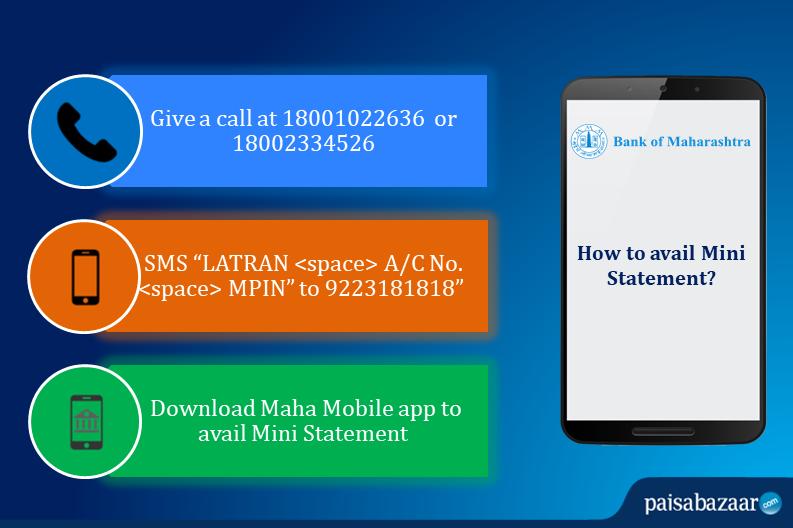 Give a call at 18001022636 or
18002334526
SMS “LATRAN <space> A/C No.
<space> MPIN” to 9223181818”
Download Maha Mobile app to
avail Mini Statement
Bank of Maharashtra
How to avail Mini
Statement?
paisabazaar.com